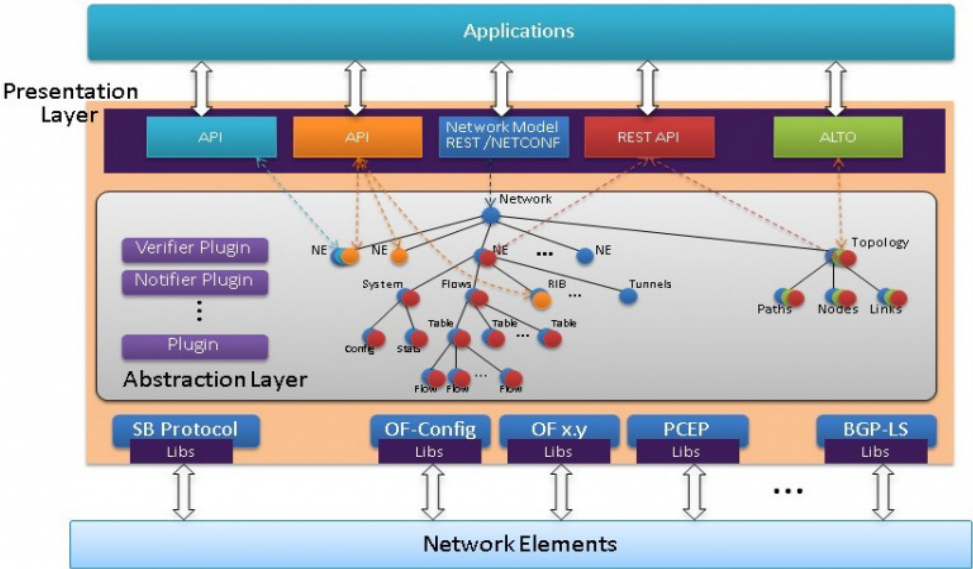 Applications
Presentation
Layer
API
API
Network Model
REST /NETCONF
REST API
ALTO
Network
NE
NE
NE
...
NE
Topology
Verifier Plugin
Notifier Plugin
⋮
Plugin
Abstraction Layer
System
Flows
RIB
...
Tunnels
Paths
Nodes
Links
Table
Table
...
Table
Config
Stats
Flow
Flow
...
Flow
SB Protocol
Libs
OF-Config
Libs
OF x.y
Libs
PCEP
Libs
BGP-LS
Libs
...
Network Elements